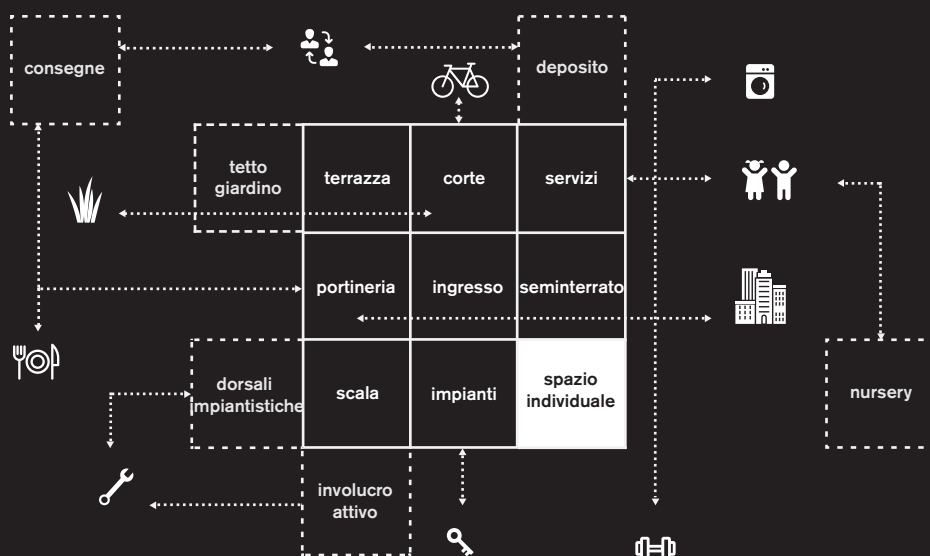 consegne
deposito
tetto
giardino
terrazza
corte
servizi
portineria
ingresso
seminterrato
dorsali
impiantistiche
scala
impianti
spazio
individuale
nursery
involucro
attivo